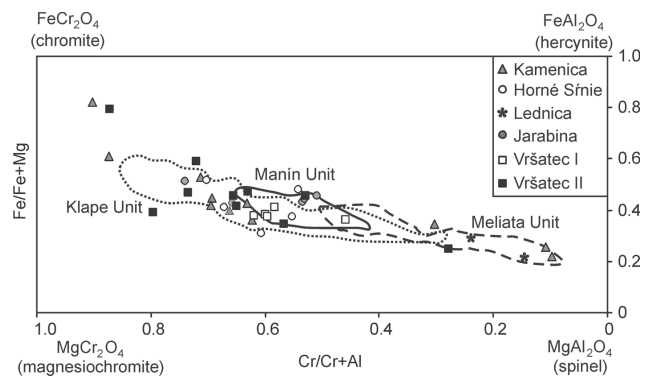 FeCr₂O₄
(chromite)
FeAl₂O₄
(hercynite)
1.0
0.8
0.6
0.4
0.2
0
Kamenica
Horné Sŕnie
Lednica
Jarabina
Vršatec I
Vršatec II
Fe/Fe+Mg
Manín Unit
Klape Unit
Meliata Unit
1.0 0.8 0.6 0.4 0.2 0
MgCr₂O₄
(magnesiochromite)
Cr/Cr+Al
MgAl₂O₄
(spinel)